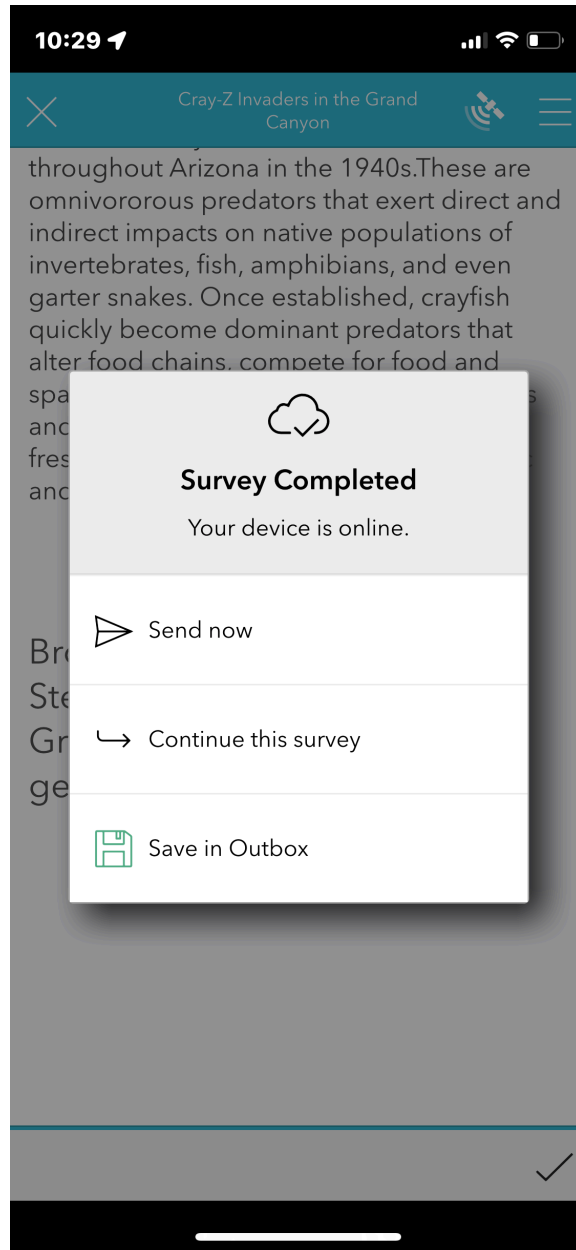 10:29
Cray-Z Invaders in the Grand
Canyon
throughout Arizona in the 1940s.These are
omnivororous predators that exert direct and
indirect impacts on native populations of
invertebrates, fish, amphibians, and even
garter snakes. Once established, crayfish
quickly become dominant predators that
alter food chains, compete for food and
Survey Completed
Your device is online.
Send now
Continue this survey
Save in Outbox